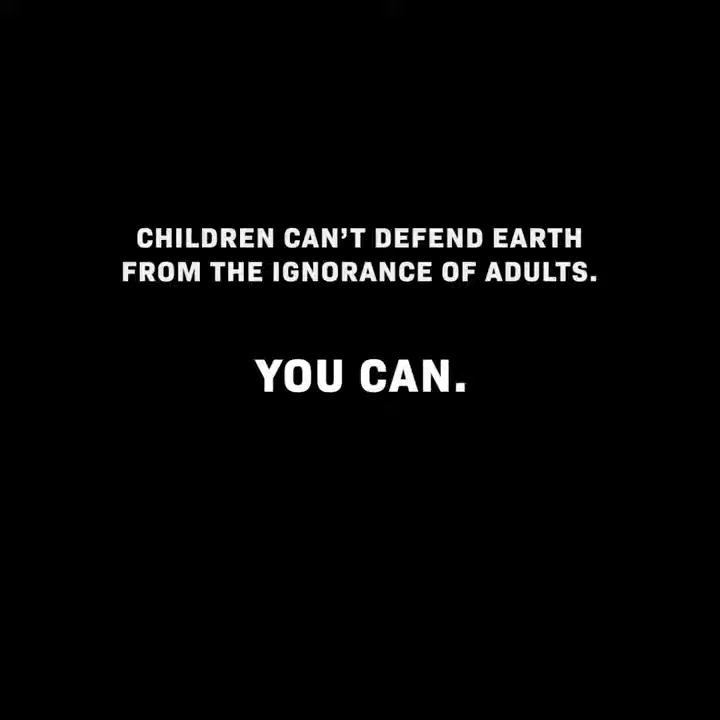 CHILDREN CAN’T DEFEND EARTH
FROM THE IGNORANCE OF ADULTS.
YOU CAN.